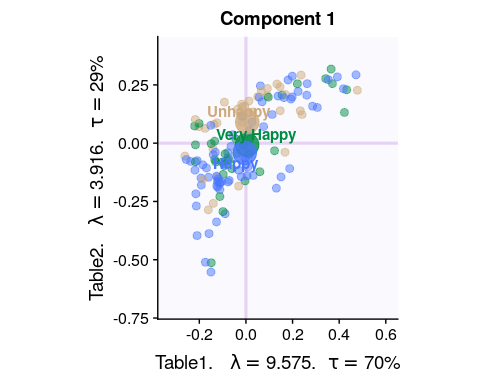 Component 1
Table2. λ = 3.916. τ = 29%
0.25
0.00
-0.25
-0.50
-0.75
Unhappy
Very Happy
Happy
-0.2
0.0
0.2
0.4
0.6
Table1. λ = 9.575. τ = 70%